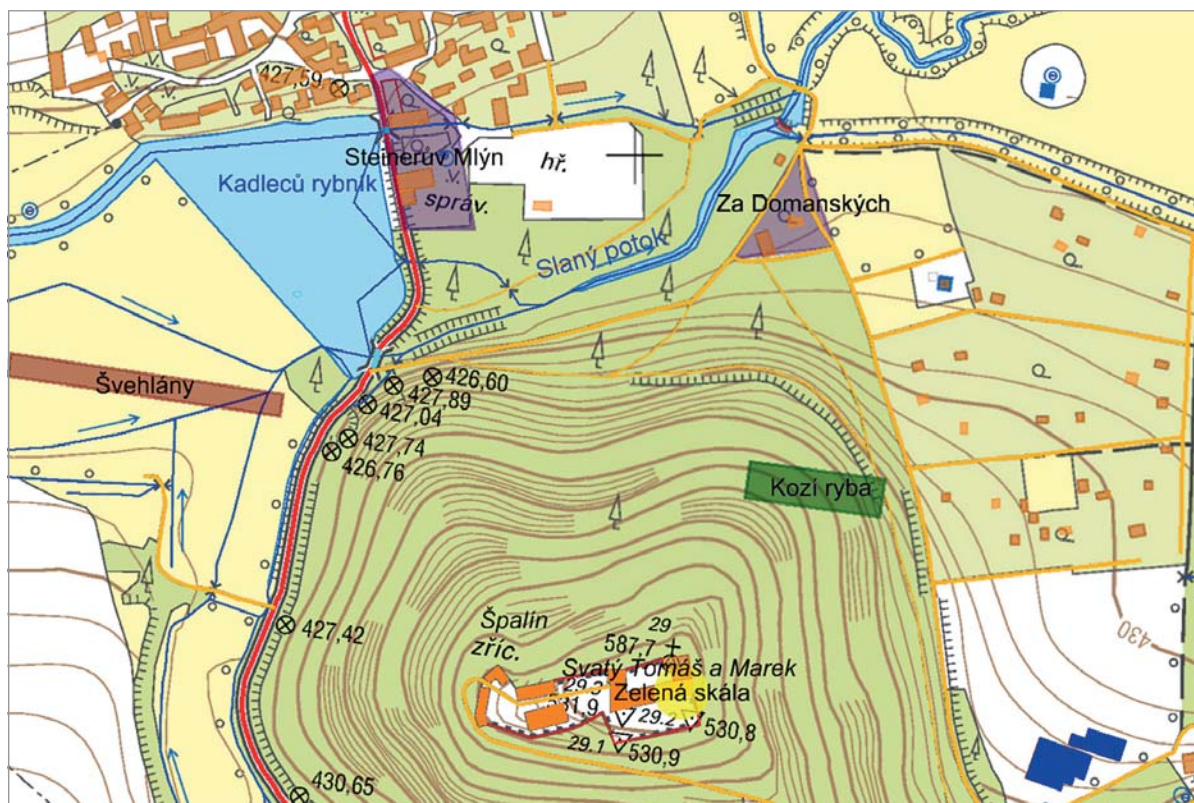 427,59
Steinerův Mlýn
hř.
Kadleců rybník
správ.
Za Domanských
Slaný potok
Švehlány
426,60
427,89
427,04
427,74
426,76
Kozí ryba
427,42
Špalín
zříc.
29
587,7
Svatý Tomáš a Marek
29.3
Zelená skála
29.2
530,8
29.1
530,9
430
430,65